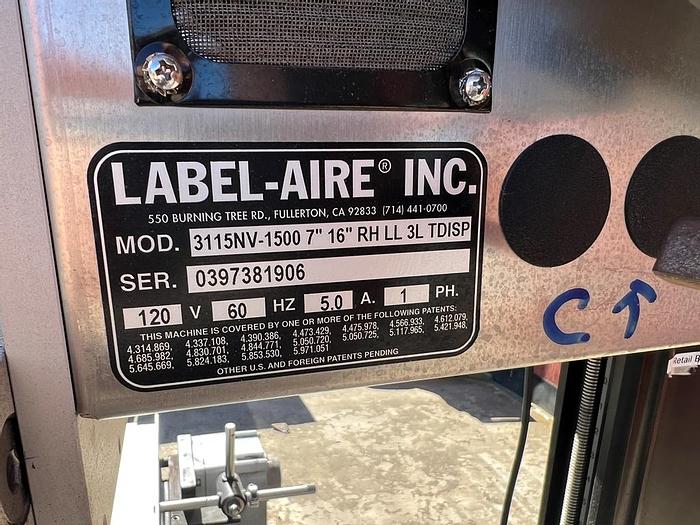 LABEL-AIRE® INC.
550 BURNING TREE RD., FULLERTON, CA 92833 (714) 441-0700
MOD. 3115NV-1500 7" 16" RH LL 3L TDISP
SER. 0397381906
120 V 60 HZ 5.0 A. 1 PH.
THIS MACHINE IS COVERED BY ONE OR MORE OF THE FOLLOWING PATENTS:
4.314.869, 4.337.108, 4.390.386, 4.473.429, 4.475.978, 4.566.933, 4.612.079,
4.685.982, 4.830.701, 4.844.771, 5.050.720, 5.050.725, 5.117.965, 5.421.948,
5.645.669, 5.824.183, 5.853.530, 5.971.051
OTHER U.S. AND FOREIGN PATENTS PENDING
Retail B